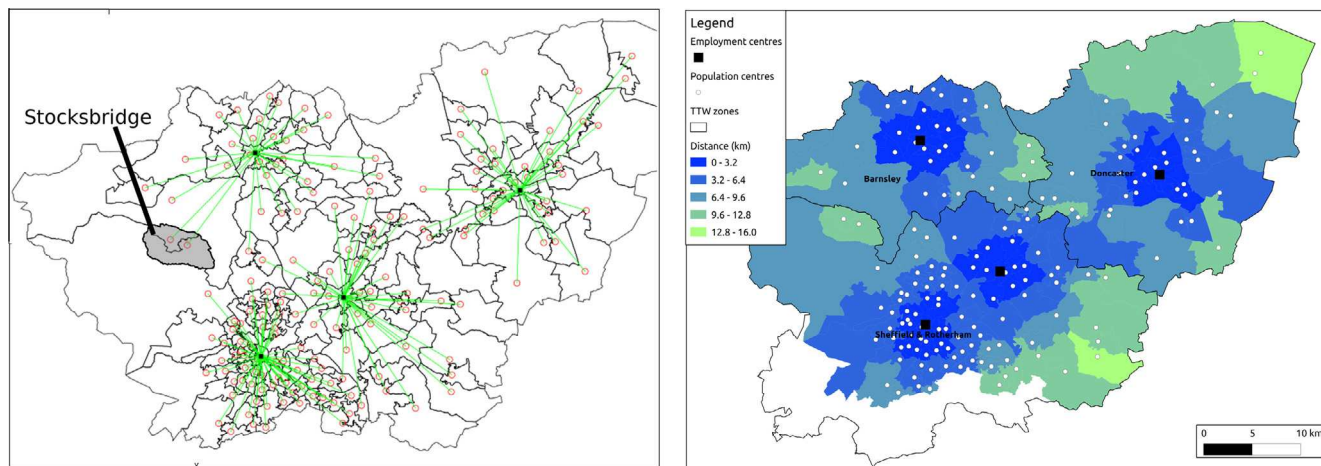 Stocksbridge
Legend
Employment centres
Population centres
TTW zones
Distance (km)
0 - 3.2
3.2 - 6.4
6.4 - 9.6
9.6 - 12.8
12.8 - 16.0
Barnsley
Doncaster
Sheffield & Rotherham
0 5 10 km